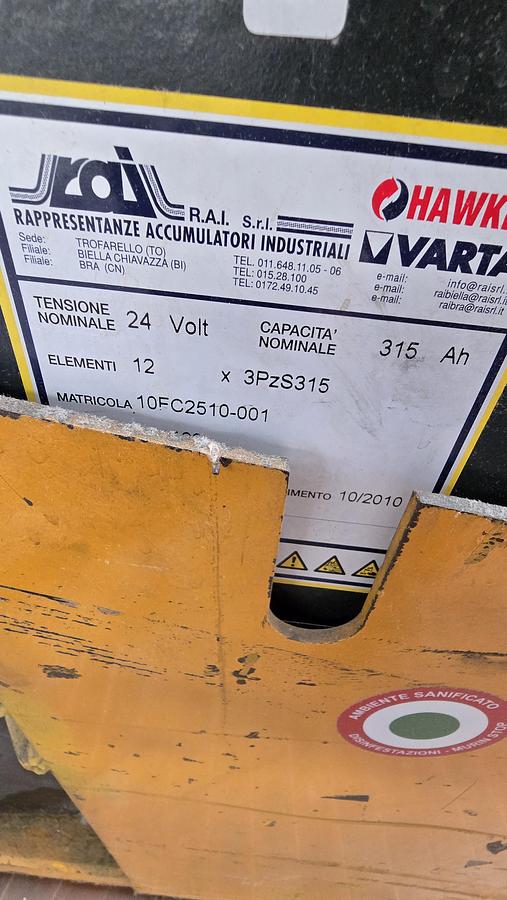 rai
R.A.I. S.r.l.
HAWK
RAPPRESENTANZE ACCUMULATORI INDUSTRIALI
VARTA
Sede: TROFARELLO (TO) TEL. 011.648.11.05 - 06 e-mail: info@raisrl.it
Filiale: BIELLA CHIAVAZZA (BI) TEL. 015.28.100 e-mail: raibiella@raisrl.it
Filiale: BRA (CN) TEL. 0172.49.10.45 e-mail: raibra@raisrl.it
TENSIONE NOMINALE 24 Volt CAPACITA' NOMINALE 315 Ah
ELEMENTI 12 x 3PzS315
MATRICOLA 10FC2510-001
IMENTO 10/2010
AMBIENTE SANIFICATO
DISINFESTAZIONI - MURIN STOP